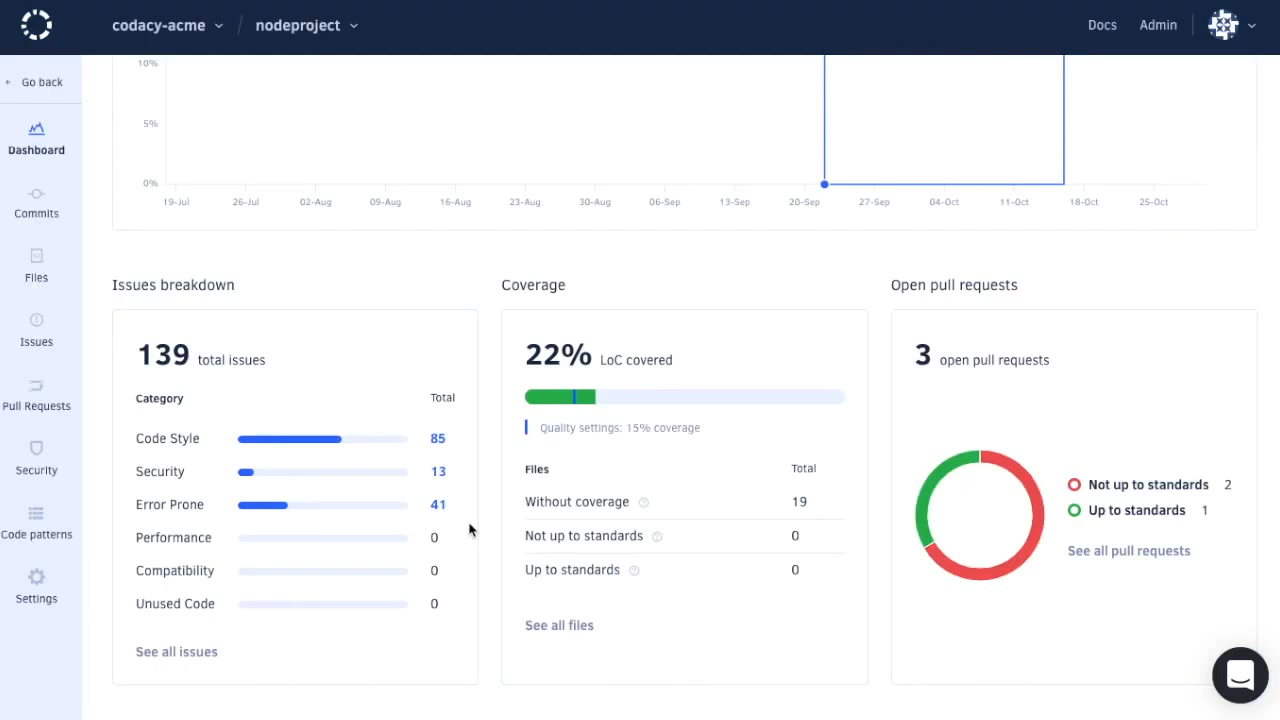 codacy-acme / nodeproject
Docs Admin
Go back
Dashboard
Commits
Files
Issues
Pull Requests
Security
Code patterns
Settings
10%
5%
0%
19-Jul 26-Jul 02-Aug 09-Aug 16-Aug 23-Aug 30-Aug 06-Sep 13-Sep 20-Sep 27-Sep 04-Oct 11-Oct 18-Oct 25-Oct
Issues breakdown
139 total issues
Category Total
Code Style 85
Security 13
Error Prone 41
Performance 0
Compatibility 0
Unused Code 0
See all issues
Coverage
22% LoC covered
Quality settings: 15% coverage
Files Total
Without coverage 19
Not up to standards 0
Up to standards 0
See all files
Open pull requests
3 open pull requests
Not up to standards 2
Up to standards 1
See all pull requests